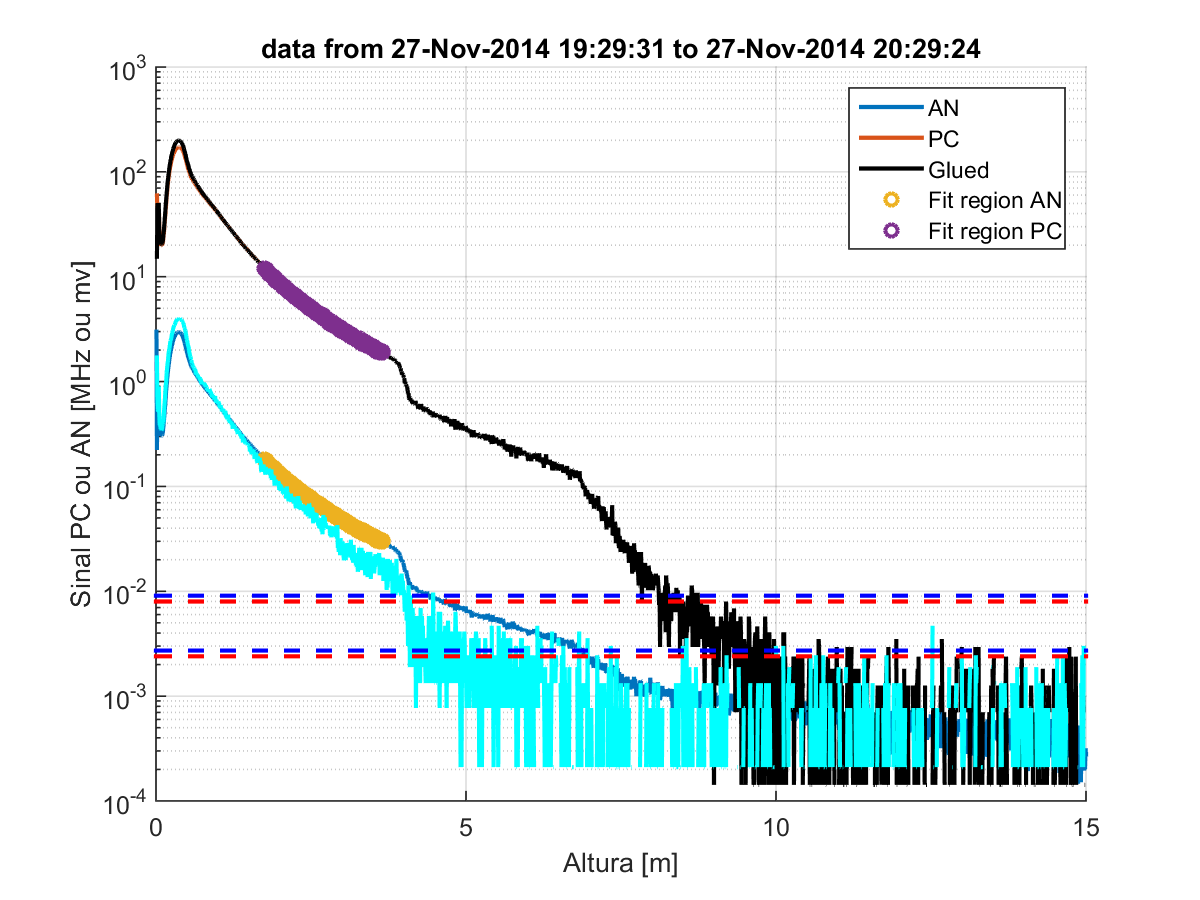 data from 27-Nov-2014 19:29:31 to 27-Nov-2014 20:29:24
AN
PC
Glued
Fit region AN
Fit region PC
Sinal PC ou AN [MHz ou mv]
10^3
10^2
10^1
10^0
10^-1
10^-2
10^-3
10^-4
0 5 10 15
Altura [m]